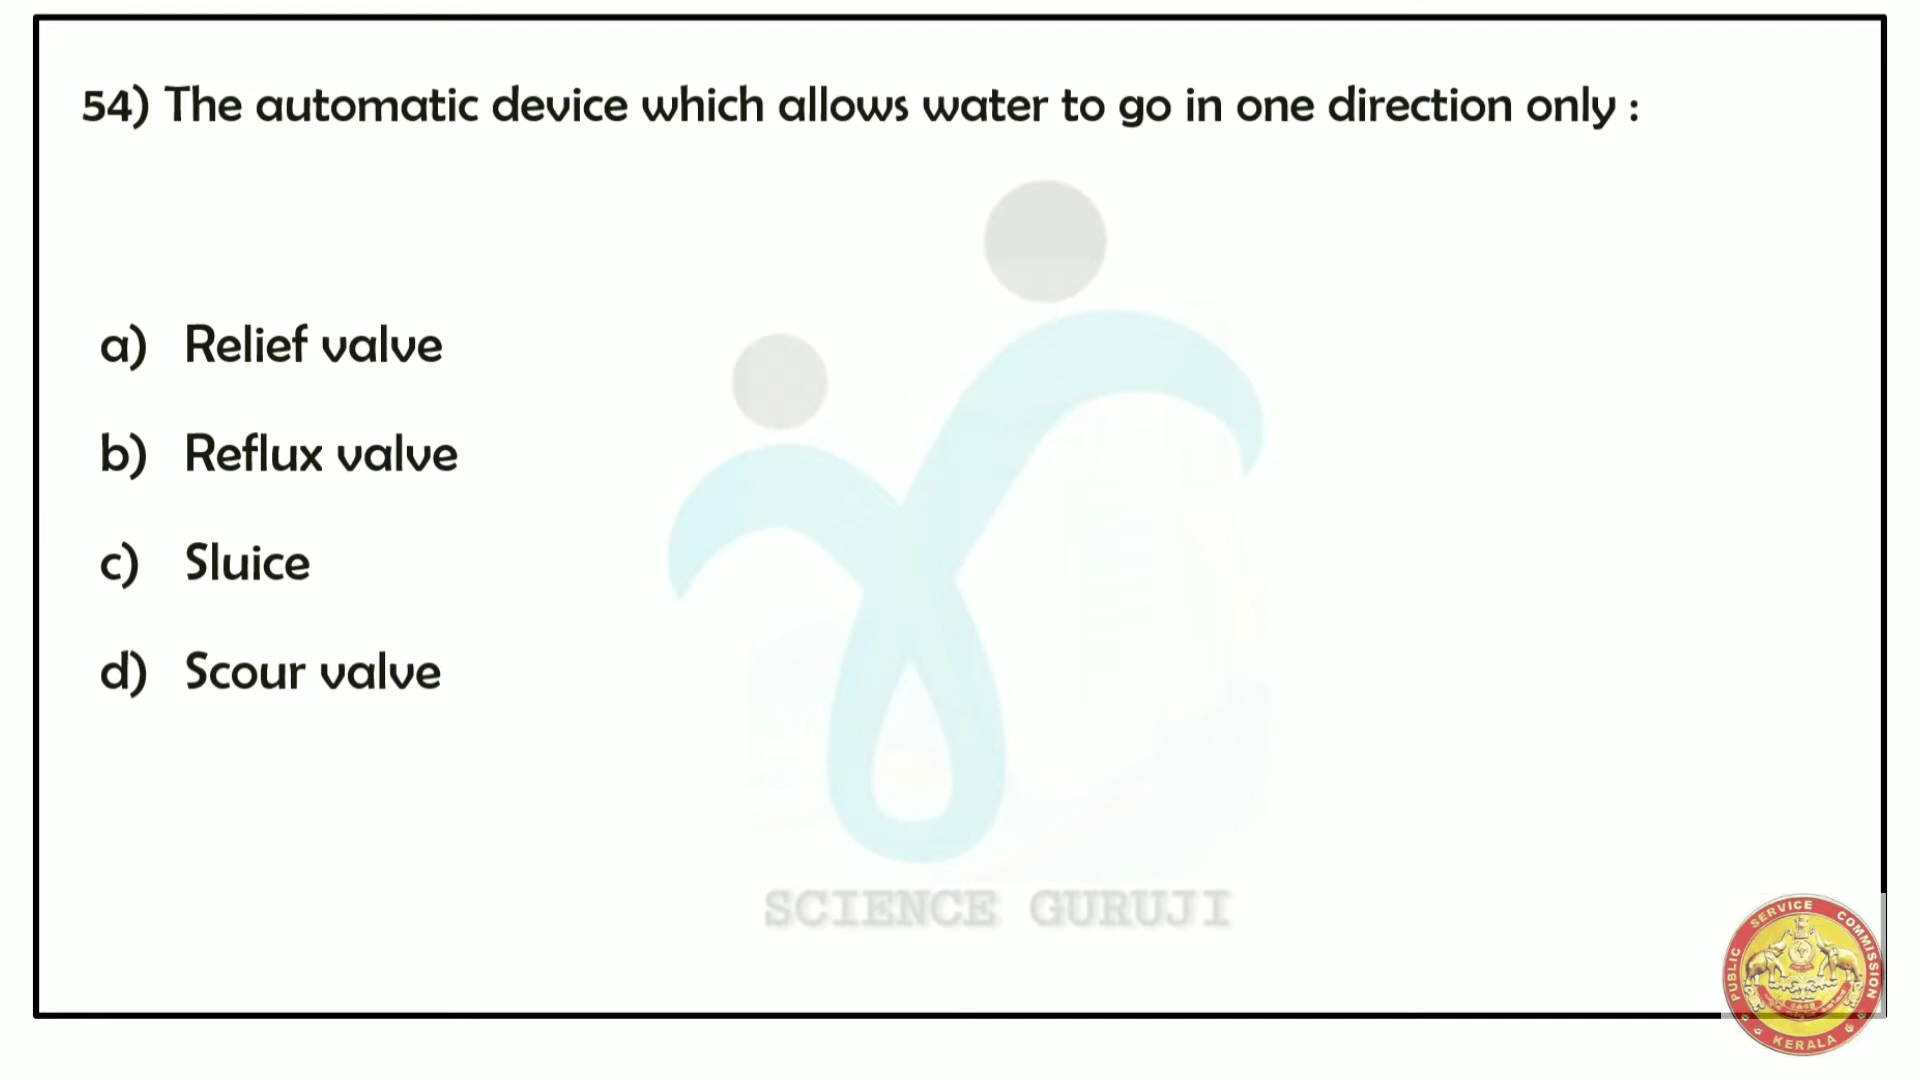 54) The automatic device which allows water to go in one direction only :
a) Relief valve
b) Reflux valve
c) Sluice
d) Scour valve
SCIENCE GURUJI
PUBLIC SERVICE COMMISSION
KERALA